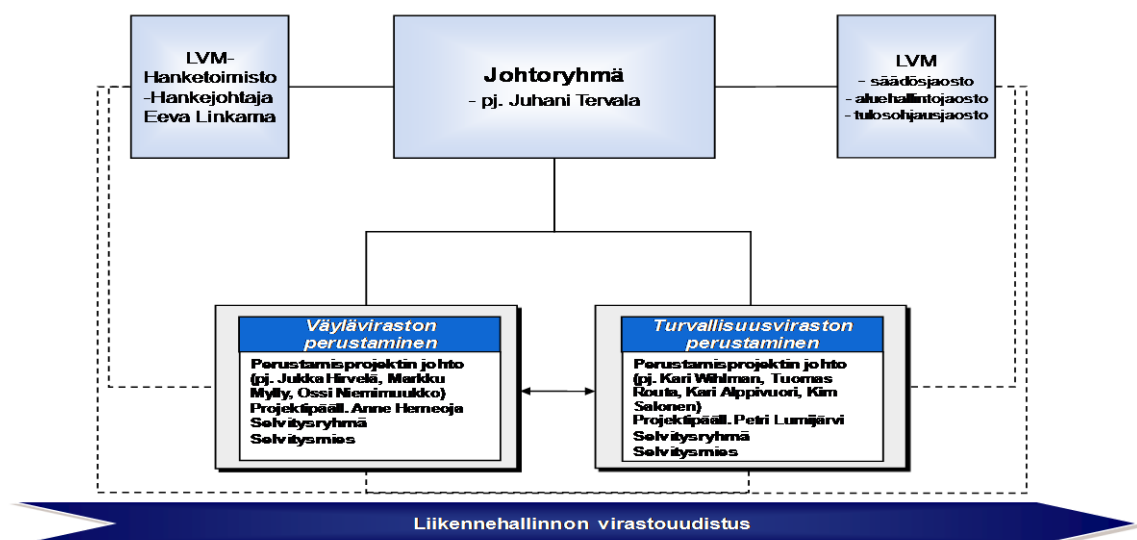 LVM-
Hanketoimisto
-Hankejohtaja
Eeva Linkama
Johtoryhmä
- pj. Juhani Tervala
LVM
- säädösjaosto
- aluehallintojaosto
- tulosohjausjaosto
Väyläviraston
perustaminen
Perustamisprojektin johto
(pj. Jukka Hirvelä, Markku
Mylly, Ossi Niemimuukko)
Projektipääll. Anne Herneoja
Selvitysryhmä
Selvitysmies
Turvallisuusviraston
perustaminen
Perustamisprojektin johto
(pj. Kari Wihlman, Tuomas
Routa, Kari Alppivuori, Kim
Salonen)
Projektipääll. Petri Lumijärvi
Selvitysryhmä
Selvitysmies
Liikennehallinnon virastouudistus